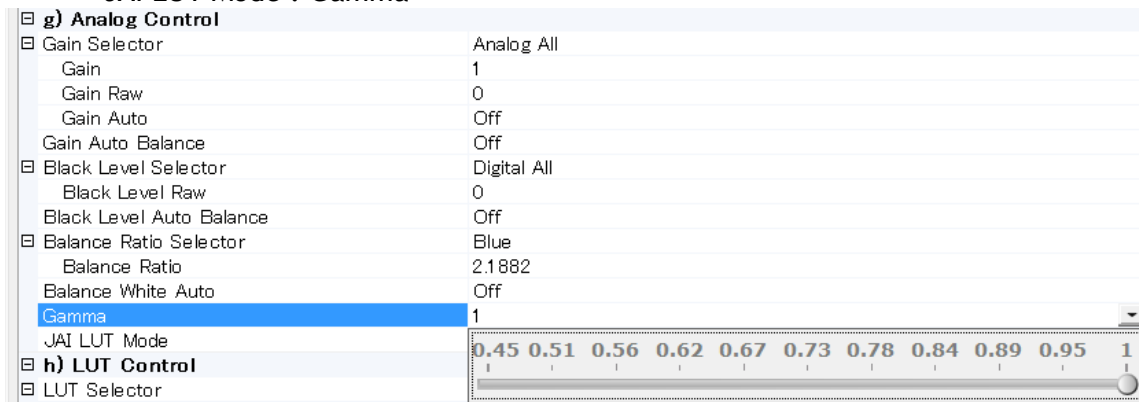 JAI LUT Mode : Gamma
g) Analog Control
Gain Selector Analog All
Gain 1
Gain Raw 0
Gain Auto Off
Gain Auto Balance Off
Black Level Selector Digital All
Black Level Raw 0
Black Level Auto Balance Off
Balance Ratio Selector Blue
Balance Ratio 2.1882
Balance White Auto Off
Gamma 1
JAI LUT Mode
0.45 0.51 0.56 0.62 0.67 0.73 0.78 0.84 0.89 0.95 1
h) LUT Control
LUT Selector